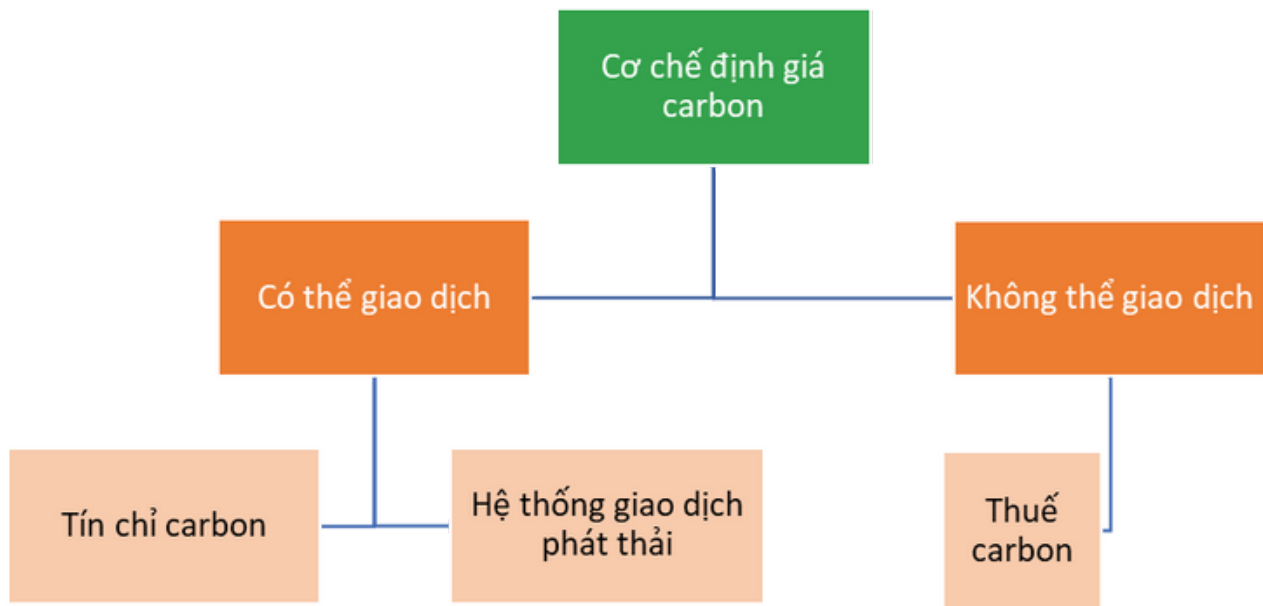 Cơ chế định giá
carbon
Có thể giao dịch
Không thể giao dịch
Tín chỉ carbon
Hệ thống giao dịch
phát thải
Thuế
carbon